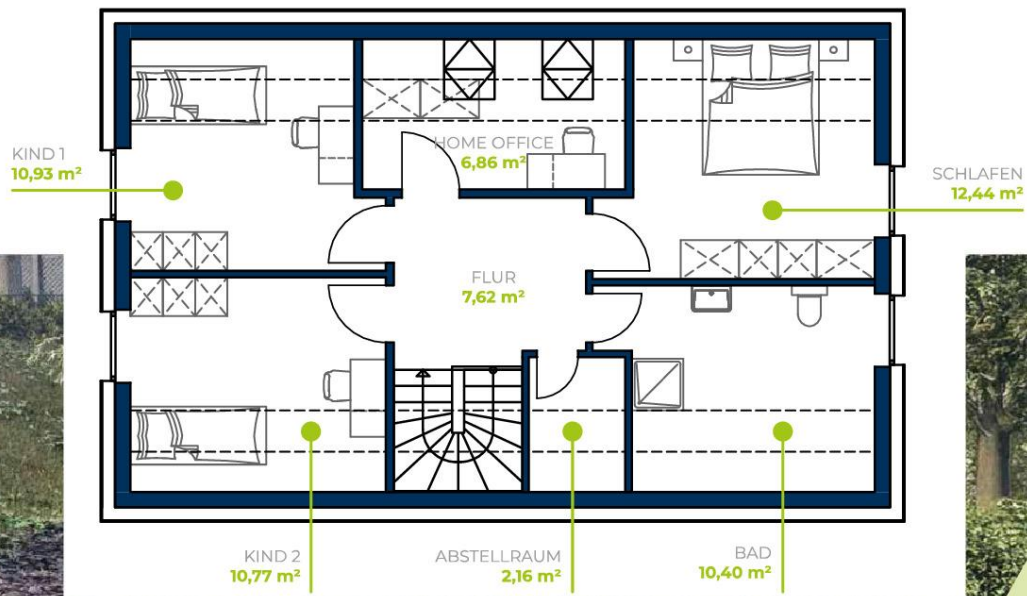 HOME OFFICE
6,86 m²
KIND 1
10,93 m²
SCHLAFEN
12,44 m²
FLUR
7,62 m²
KIND 2
10,77 m²
ABSTELLRAUM
2,16 m²
BAD
10,40 m²